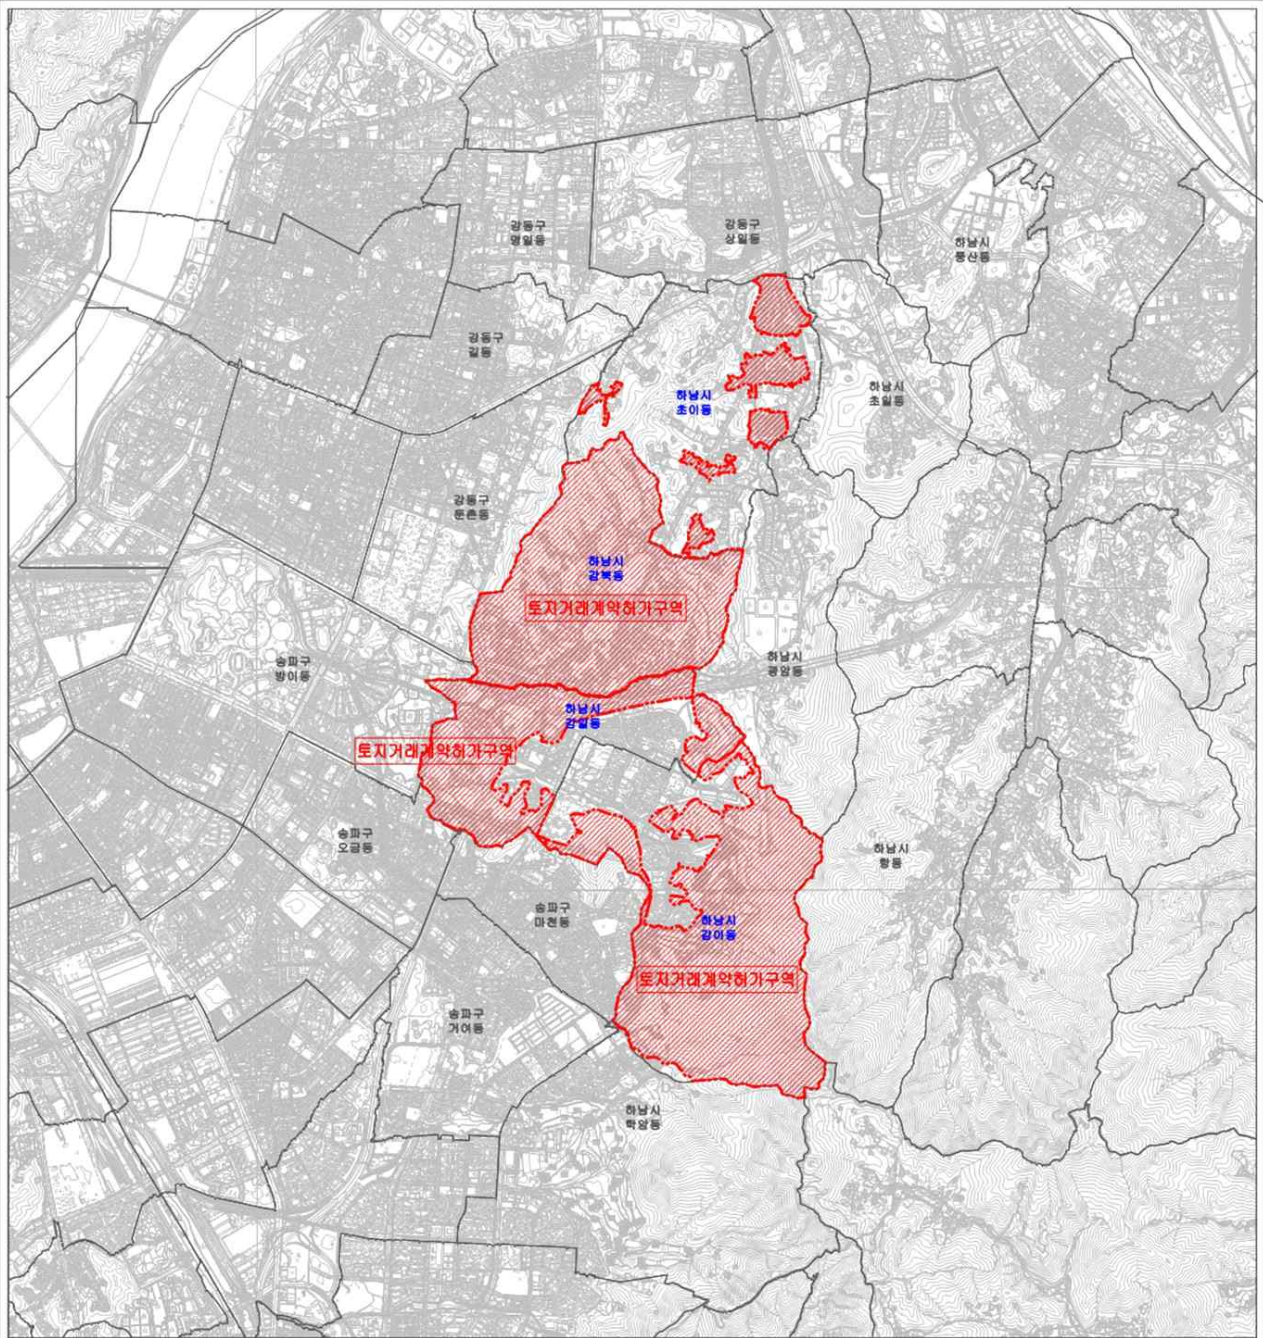 강동구
명일동
강동구
상일동
하남시
풍산동
강동구
길동
하남시
초이동
하남시
초일동
강동구
둔촌동
하남시
감북동
토지거래계약허가구역
송파구
방이동
하남시
광암동
하남시
감일동
토지거래계약허가구역
송파구
오금동
하남시
항동
송파구
마천동
하남시
감이동
토지거래계약허가구역
송파구
거여동
하남시
학암동